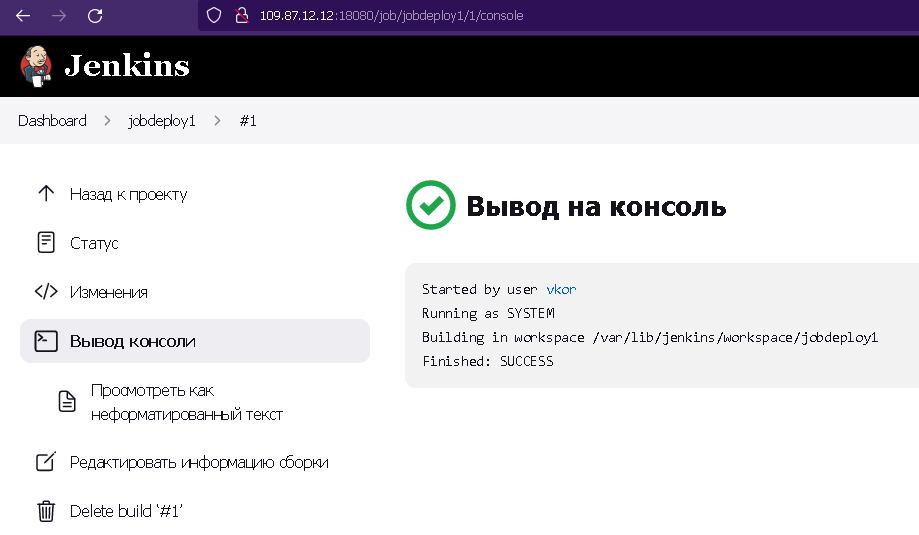 109.87.12.12:18080/job/jobdeploy1/1/console
Jenkins
Dashboard > jobdeploy1 > #1
Назад к проекту
Статус
Изменения
Вывод консоли
Просмотреть как
неформатированный текст
Редактировать информацию сборки
Delete build ‘#1’
Вывод на консоль
Started by user vkor
Running as SYSTEM
Building in workspace /var/lib/jenkins/workspace/jobdeploy1
Finished: SUCCESS